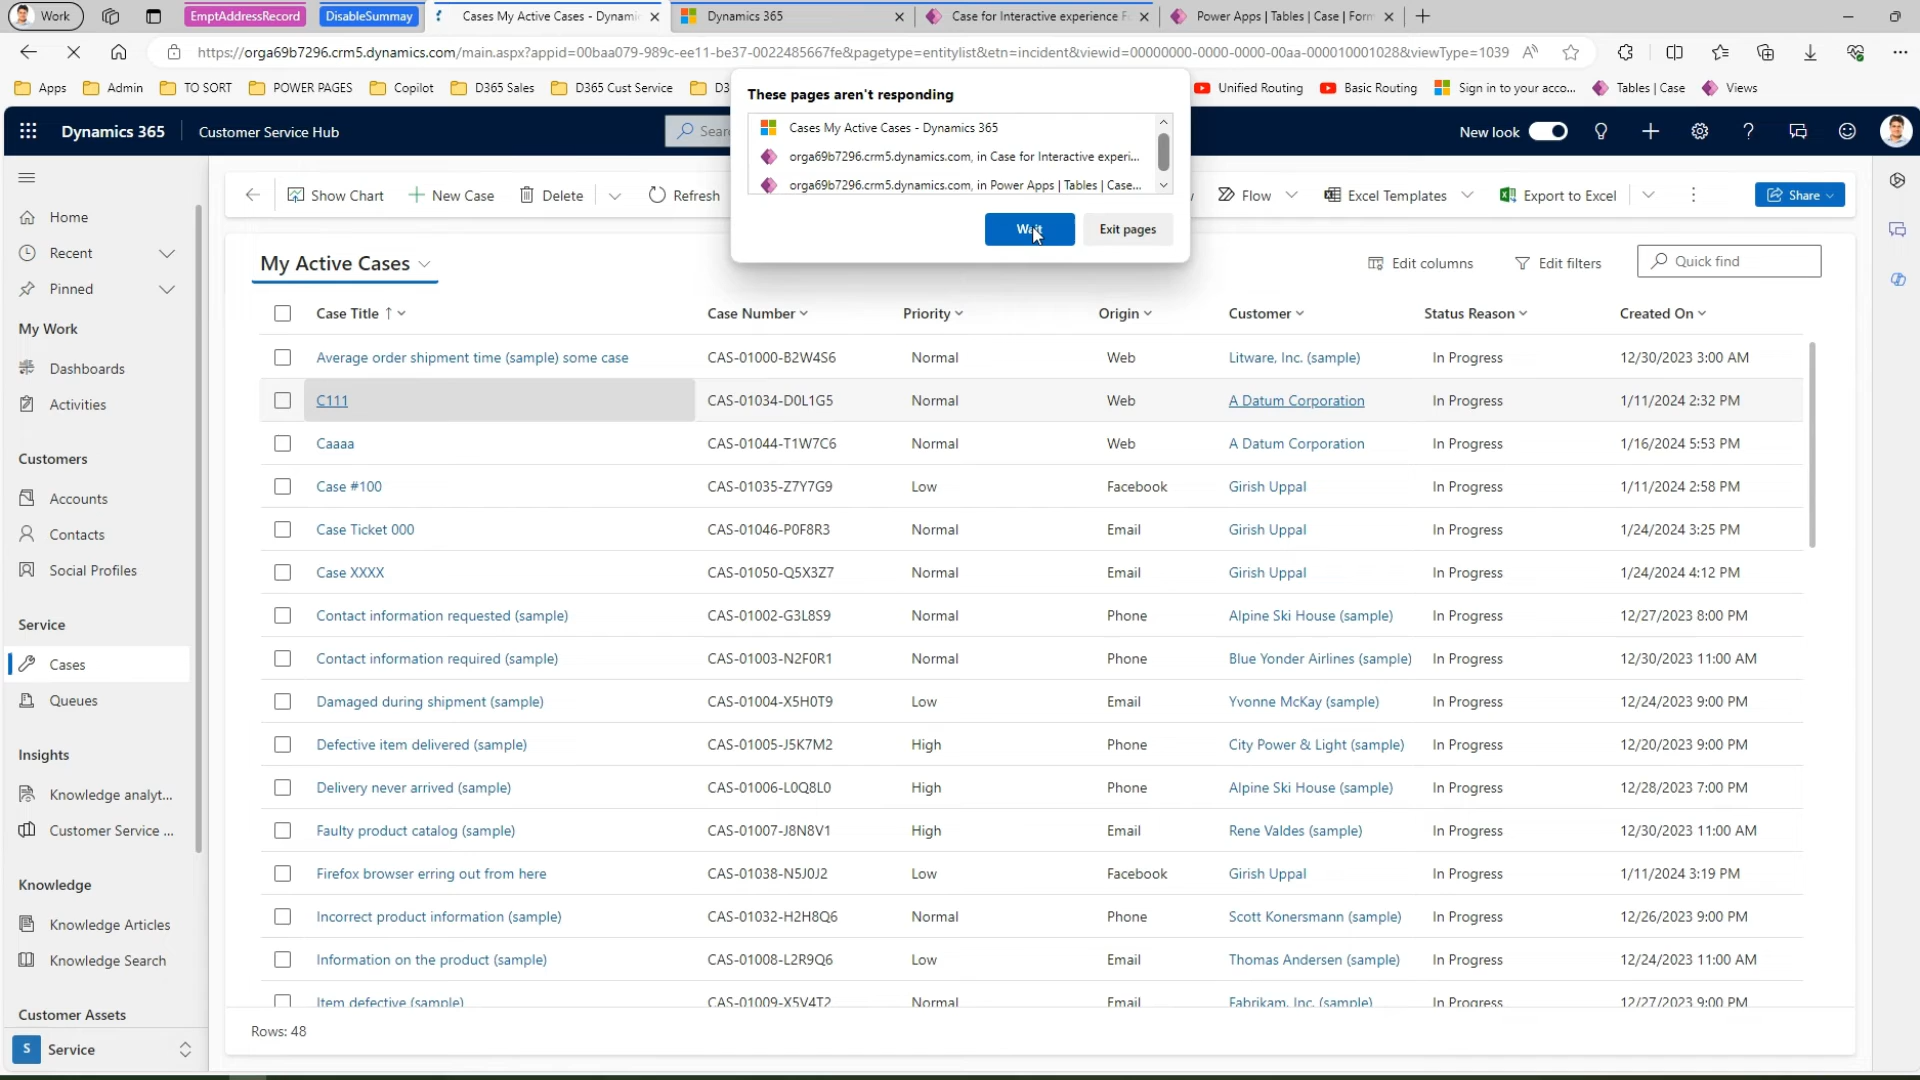 Work
EmptAddressRecord
DisableSummay
Cases My Active Cases - Dynami
Dynamics 365
Case for Interactive experience F
Power Apps | Tables | Case | Form
https://orga69b7296.crm5.dynamics.com/main.aspx?appid=00baa079-989c-ee11-be37-0022485667fe&pagetype=entitylist&etn=incident&viewid=00000000-0000-0000-00aa-000010001028&viewType=1039
Apps
Admin
TO SORT
POWER PAGES
Copilot
D365 Sales
D365 Cust Service
D3
Unified Routing
Basic Routing
Sign in to your acco...
Tables | Case
Views
These pages aren't responding
Cases My Active Cases - Dynamics 365
orga69b7296.crm5.dynamics.com, in Case for Interactive experi...
orga69b7296.crm5.dynamics.com, in Power Apps | Tables | Case...
Wait
Exit pages
Dynamics 365
Customer Service Hub
Sear
New look
Show Chart
New Case
Delete
Refresh
Flow
Excel Templates
Export to Excel
Share
Home
Recent
Pinned
My Work
Dashboards
Activities
Customers
Accounts
Contacts
Social Profiles
Service
Cases
Queues
Insights
Knowledge analyt...
Customer Service ...
Knowledge
Knowledge Articles
Knowledge Search
Customer Assets
S Service
My Active Cases
Edit columns
Edit filters
Quick find
Case Title ↑ Case Number Priority Origin Customer Status Reason Created On
Average order shipment time (sample) some case CAS-01000-B2W4S6 Normal Web Litware, Inc. (sample) In Progress 12/30/2023 3:00 AM
C111 CAS-01034-D0L1G5 Normal Web A Datum Corporation In Progress 1/11/2024 2:32 PM
Caaaa CAS-01044-T1W7C6 Normal Web A Datum Corporation In Progress 1/16/2024 5:53 PM
Case #100 CAS-01035-Z7Y7G9 Low Facebook Girish Uppal In Progress 1/11/2024 2:58 PM
Case Ticket 000 CAS-01046-P0F8R3 Normal Email Girish Uppal In Progress 1/24/2024 3:25 PM
Case XXXX CAS-01050-Q5X3Z7 Normal Email Girish Uppal In Progress 1/24/2024 4:12 PM
Contact information requested (sample) CAS-01002-G3L8S9 Normal Phone Alpine Ski House (sample) In Progress 12/27/2023 8:00 PM
Contact information required (sample) CAS-01003-N2F0R1 Normal Phone Blue Yonder Airlines (sample) In Progress 12/30/2023 11:00 AM
Damaged during shipment (sample) CAS-01004-X5H0T9 Low Email Yvonne McKay (sample) In Progress 12/24/2023 9:00 PM
Defective item delivered (sample) CAS-01005-J5K7M2 High Phone City Power & Light (sample) In Progress 12/20/2023 9:00 PM
Delivery never arrived (sample) CAS-01006-L0Q8L0 High Phone Alpine Ski House (sample) In Progress 12/28/2023 7:00 PM
Faulty product catalog (sample) CAS-01007-J8N8V1 High Email Rene Valdes (sample) In Progress 12/30/2023 11:00 AM
Firefox browser erring out from here CAS-01038-N5J0J2 Low Facebook Girish Uppal In Progress 1/11/2024 3:19 PM
Incorrect product information (sample) CAS-01032-H2H8Q6 Normal Phone Scott Konersmann (sample) In Progress 12/26/2023 9:00 PM
Information on the product (sample) CAS-01008-L2R9Q6 Low Email Thomas Andersen (sample) In Progress 12/24/2023 11:00 AM
Item defective (sample) CAS-01009-X5V4T2 Normal Email Fabrikam, Inc. (sample) In Progress 12/27/2023 9:00 PM
Rows: 48